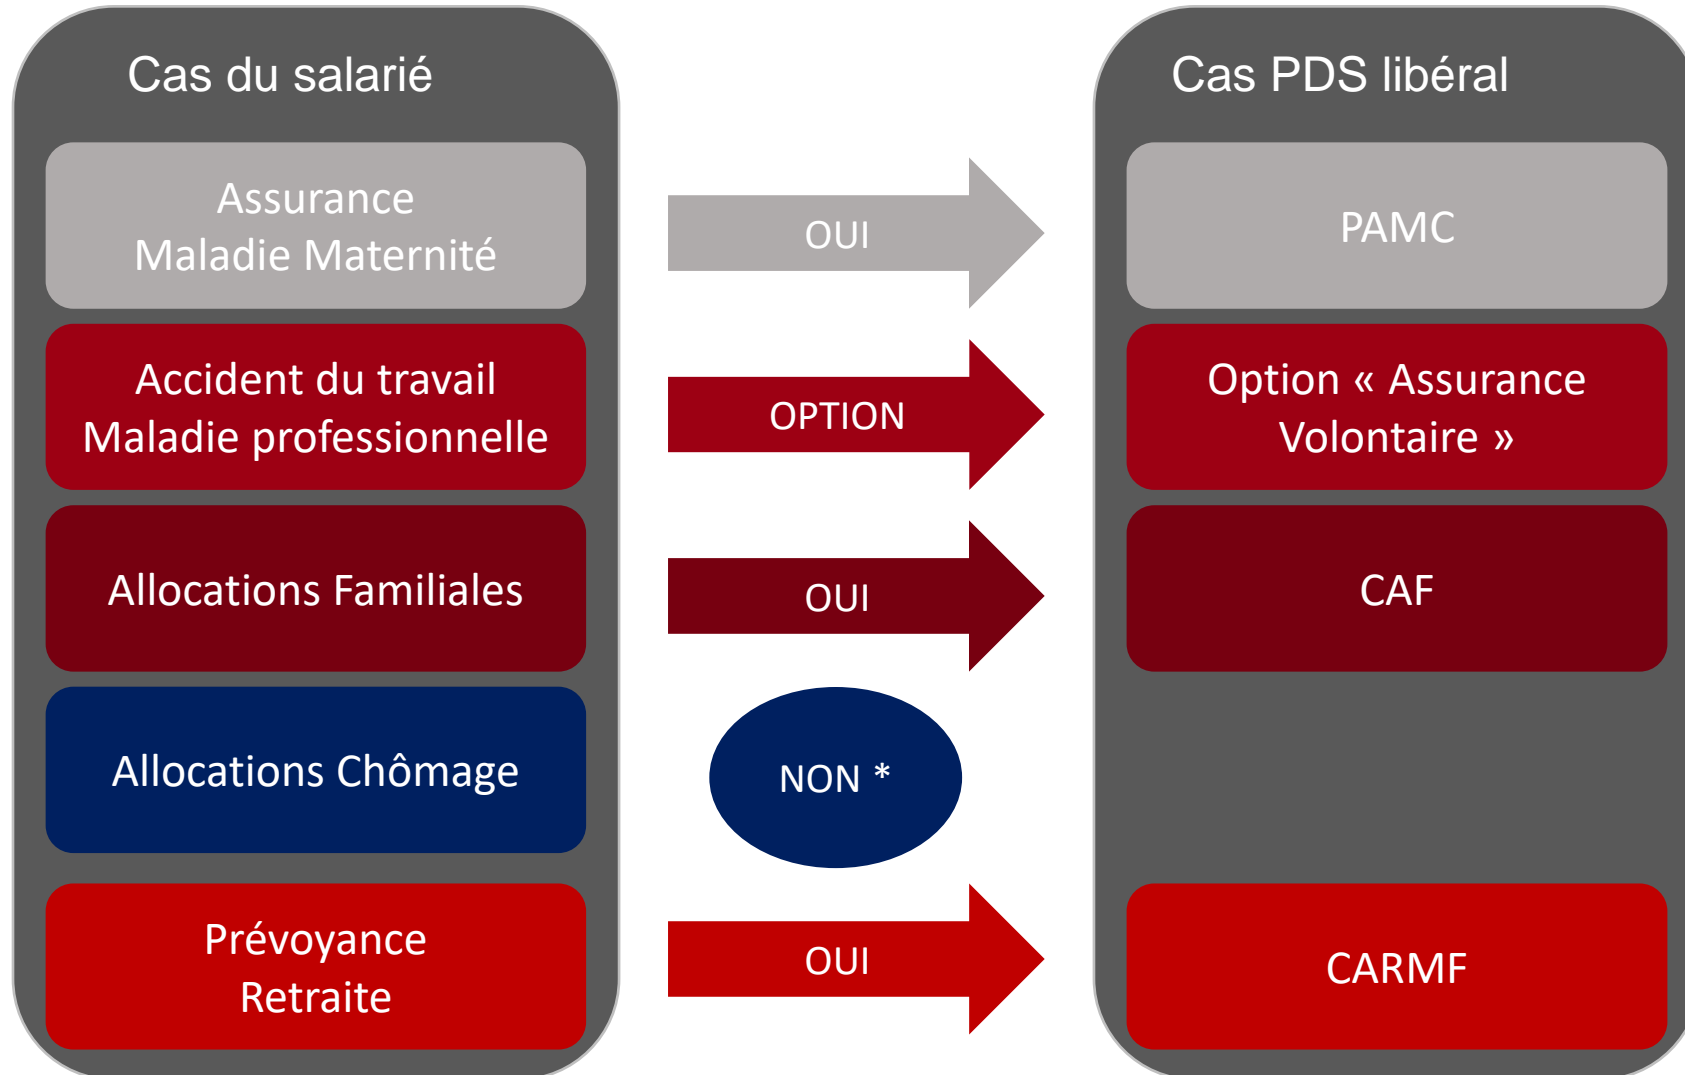 Cas du salarié
Cas PDS libéral
Assurance
Maladie Maternité
OUI
PAMC
Accident du travail
Maladie professionnelle
OPTION
Option « Assurance
Volontaire »
Allocations Familiales
OUI
CAF
Allocations Chômage
NON *
Prévoyance
Retraite
OUI
CARMF